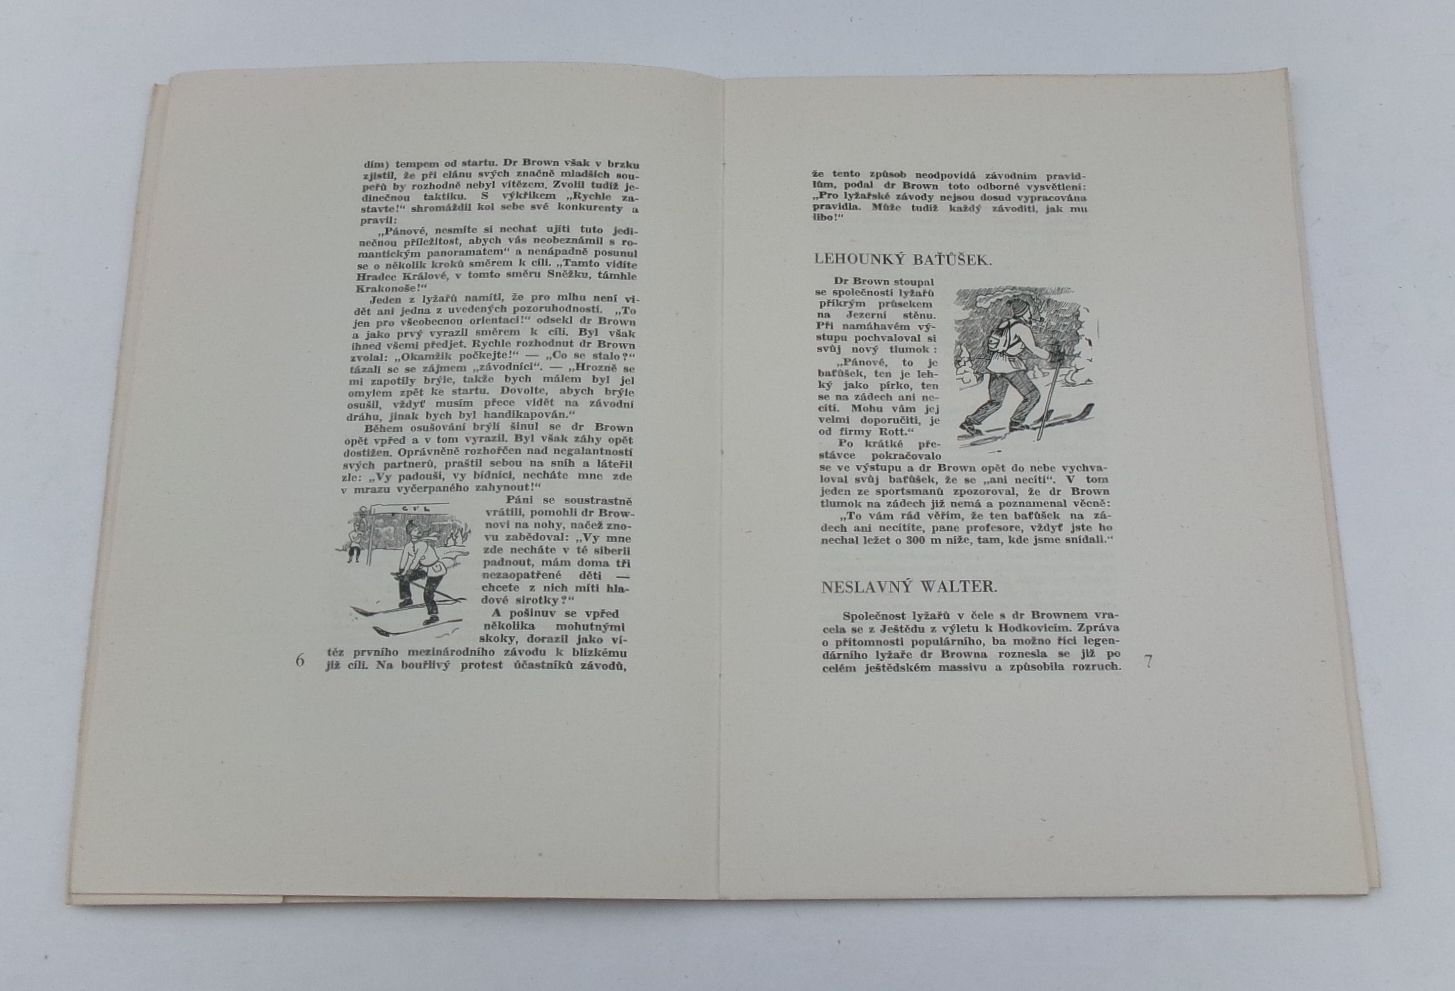 dím) tempem od startu. Dr Brown však v brzku
zjistil, že při elánu svých značně mladších sou-
peřů by rozhodně nebyl vítězem. Zvolil tudíž je-
dinečnou taktiku. S výkřikem „Rychle za-
stavte!“ shromáždil kol sebe své konkurenty a
pravil:
„Pánové, nesmíte si nechat ujíti tuto jedi-
nečnou příležitost, abych vás neobeznámil s ro-
mantickým panoramatem“ a nenápadně posunul
se o několik kroků směrem k cíli. „Tamto vidíte
Hradec Králové, v tomto směru Sněžku, támhle
Krakonoše!“
Jeden z lyžařů namítl, že pro mlhu není vi-
dět ani jedna z uvedených pozoruhodností. „To
jen pro všeobecnou orientaci!“ odsekl dr Brown
a jako prvý vyrazil směrem k cíli. Byl však
ihned všemi předjet. Rychle rozhodnut dr Brown
zvolal: „Okamžik počkejte!“ — „Co se stalo?“
tázali se se zájmem „závodníci“. — „Hrozně se
mi zapotily brýle, takže bych málem byl jel
omylem zpět ke startu. Dovolte, abych brýle
osušil, vždyť musím přece vidět na závodní
dráhu, jinak bych byl handikapován.“
Během osušování brýlí šinul se dr Brown
opět vpřed a v tom vyrazil. Byl však záhy opět
dostižen. Oprávněně rozhořčen nad negalantností
svých partnerů, praštil sebou na sníh a láteřil
zle: „Vy padouši, vy bídníci, necháte mne zde
v mrazu vyčerpaného zahynout!“
CÍL
Páni se soustrastně
vrátili, pomohli dr Brow-
novi na nohy, načež zno-
vu zabědoval: „Vy mne
zde necháte v té siberii
padnout, mám doma tři
nezaopatřené děti —
chcete z nich míti hla-
dové sirotky?“
A pošinuv se vpřed
několika mohutnými
skoky, dorazil jako ví-
těz prvního mezinárodního závodu k blízkému
již cíli. Na bouřlivý protest účastníků závodů,
6
že tento způsob neodpovídá závodním pravid-
lům, podal dr Brown toto odborné vysvětlení:
„Pro lyžařské závody nejsou dosud vypracována
pravidla. Může tudíž každý závoditi, jak mu
libo!“
LEHOUNKÝ BAŤŮŠEK.
Dr Brown stoupal
se společností lyžařů
příkrým průsekem
na Jezerní stěnu.
Při namáhavém vý-
stupu pochvaloval si
svůj nový tlumok:
„Pánové, to je
baťůšek, ten je leh-
ký jako pírko, ten
se na zádech ani ne-
cítí. Mohu vám jej
velmi doporučiti, je
od firmy Rott.“
Po krátké pře-
stávce pokračovalo
se ve výstupu a dr Brown opět do nebe vychva-
loval svůj baťůšek, že se „ani necítí“. V tom
jeden ze sportsmanů zpozoroval, že dr Brown
tlumok na zádech již nemá a poznamenal věcně:
„To vám rád věřím, že ten baťůšek na zá-
dech ani necítíte, pane profesore, vždyť jste ho
nechal ležet o 300 m níže, tam, kde jsme snídali.“
NESLAVNÝ WALTER.
Společnost lyžařů v čele s dr Brownem vra-
cela se z Ještědu z výletu k Hodkovicím. Zpráva
o přítomnosti populárního, ba možno říci legen-
dárního lyžaře dr Browna roznesla se již po
celém ještědském massivu a způsobila rozruch.
7